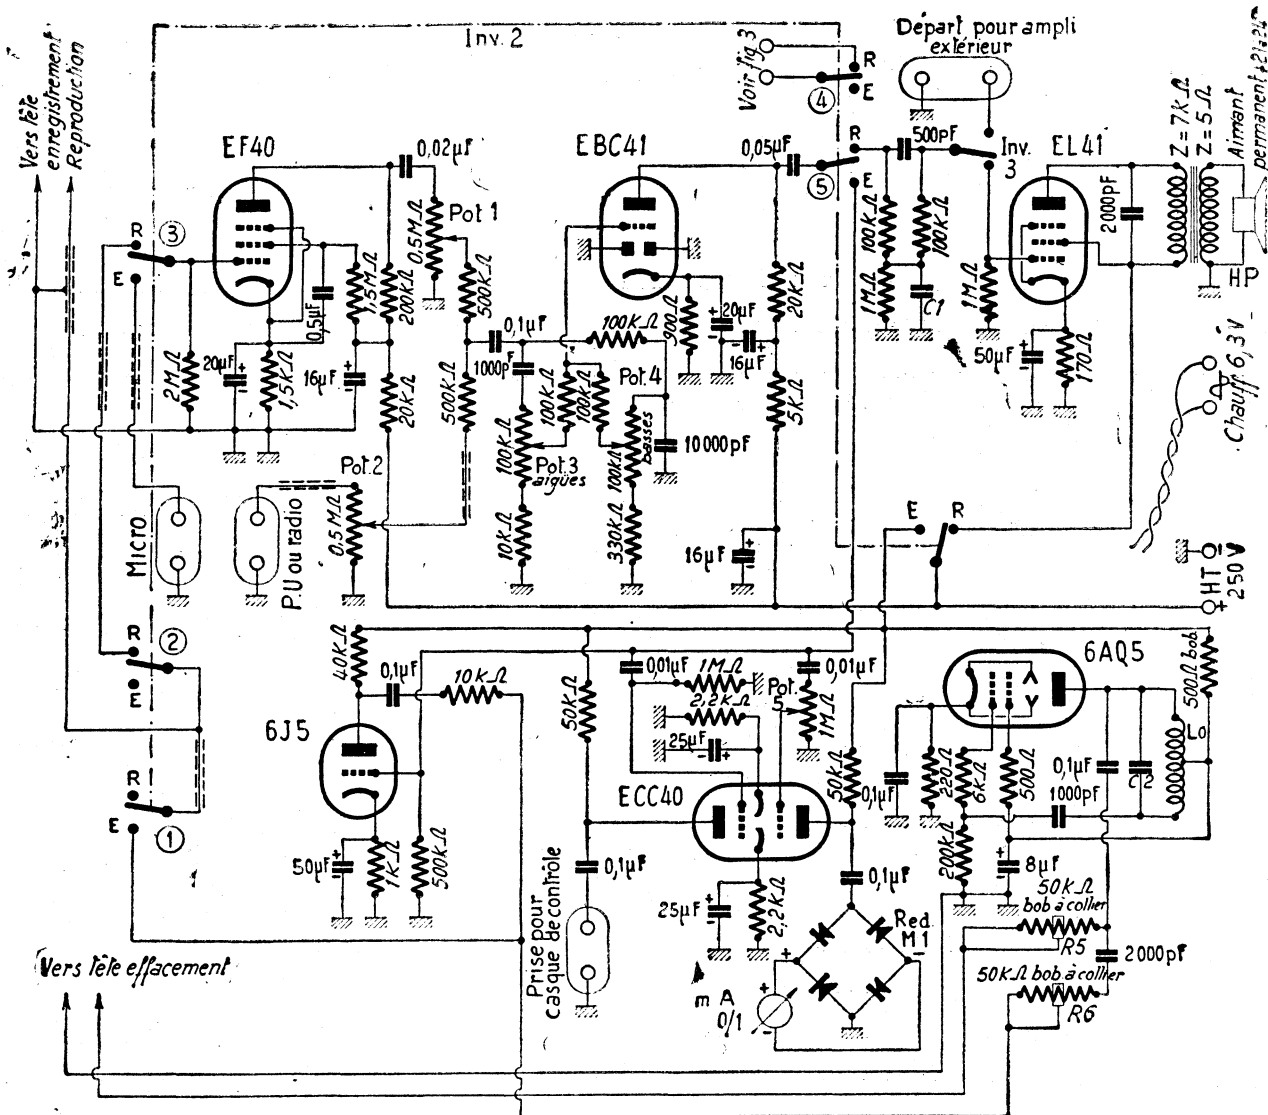 Inv. 2
Départ pour ampli
extérieur
Voir fig 3
R
E
4
Vers tête
enregistrement
Reproduction
EF40
0,02µF
EBC41
0,05µF
R
E
5
500pF
Inv.
3
EL41
2000pF
Z=7kΩ
Z=5Ω
Aimant
permanent
HP
R
3
E
Pot 1
0.5MΩ
500KΩ
1,5MΩ
200KΩ
0,5µF
20µF
2MΩ
1,5KΩ
16µF
20KΩ
500KΩ
0,1µF
1000pF
100KΩ
100KΩ
100KΩ
Pot.4
basses
100KΩ
10000pF
900Ω
20µF
16µF
20KΩ
5KΩ
100KΩ
100KΩ
1MΩ
C1
1MΩ
50µF
170Ω
Chauff 6,3V
Pot.2
0.5MΩ
100KΩ
Pot.3
aigües
10KΩ
330KΩ
16µF
E
R
Micro
P.U ou radio
HT
250V
+
-
R
2
E
40KΩ
0,1µF
10KΩ
50KΩ
0,01µF
1MΩ
2,2KΩ
25µF
Pot.
5
0,01µF
1MΩ
6AQ5
500Ω bob
Lo
6J5
ECC40
50KΩ
0,1µF
220Ω
6KΩ
500Ω
0,1µF
C2
1000pF
R
E
1
50µF
1KΩ
500KΩ
0,1µF
25µF
2,2KΩ
0,1µF
200KΩ
8µF
50KΩ
bob à collier
R5
2000pF
50KΩ bob à collier
R6
Prise pour
casque de contrôle
Red.
M1
+
-
mA
0/1
+
-
Vers tête effacement